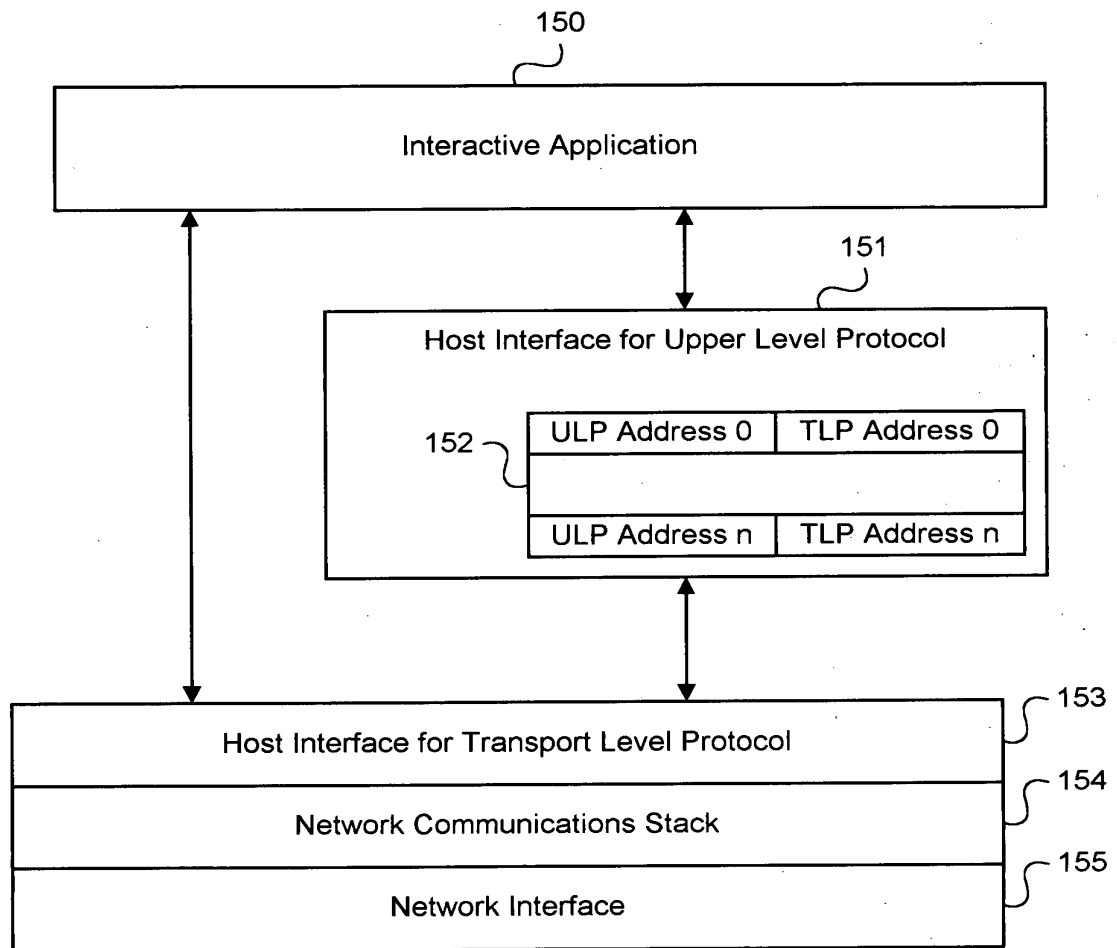 150
Interactive Application
151
Host Interface for Upper Level Protocol
152
ULP Address 0 TLP Address 0
ULP Address n TLP Address n
153
Host Interface for Transport Level Protocol
154
Network Communications Stack
155
Network Interface